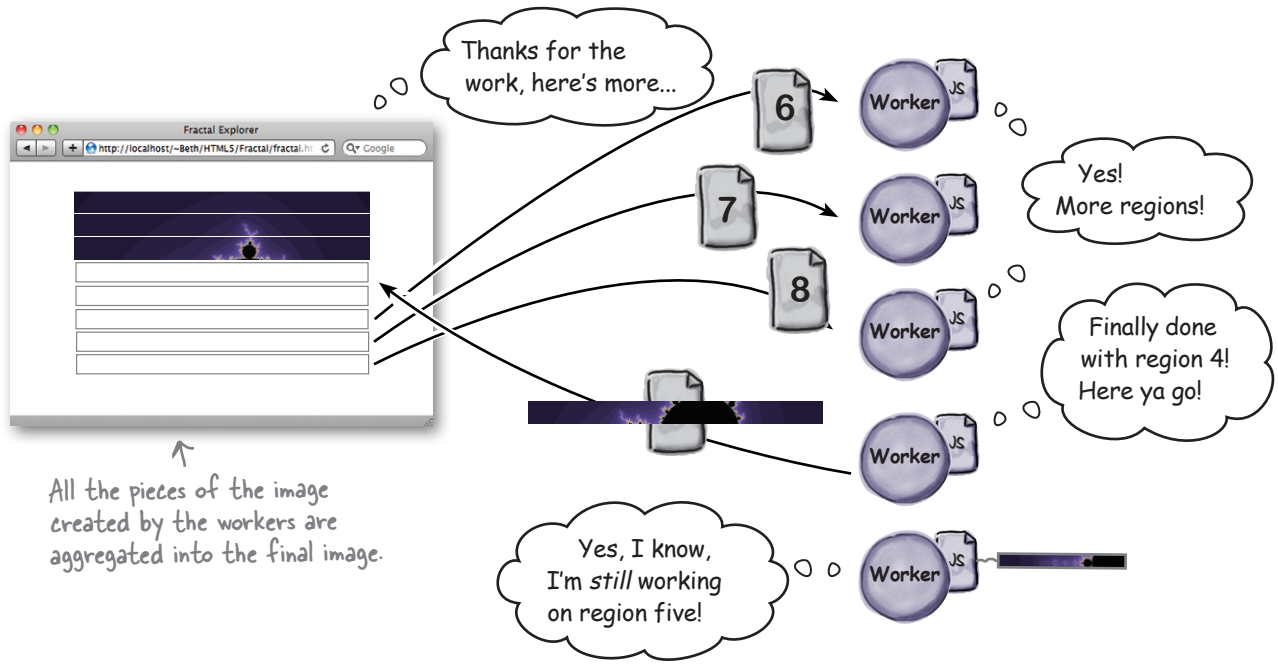 Thanks for the
work, here's more...
Fractal Explorer
http://localhost/~Beth/HTML5/Fractal/fractal.ht
Google
6
Worker
JS
Yes!
More regions!
7
Worker
JS
8
Worker
JS
Finally done
with region 4!
Here ya go!
Worker
JS
All the pieces of the image
created by the workers are
aggregated into the final image.
Yes, I know,
I'm still working
on region five!
Worker
JS